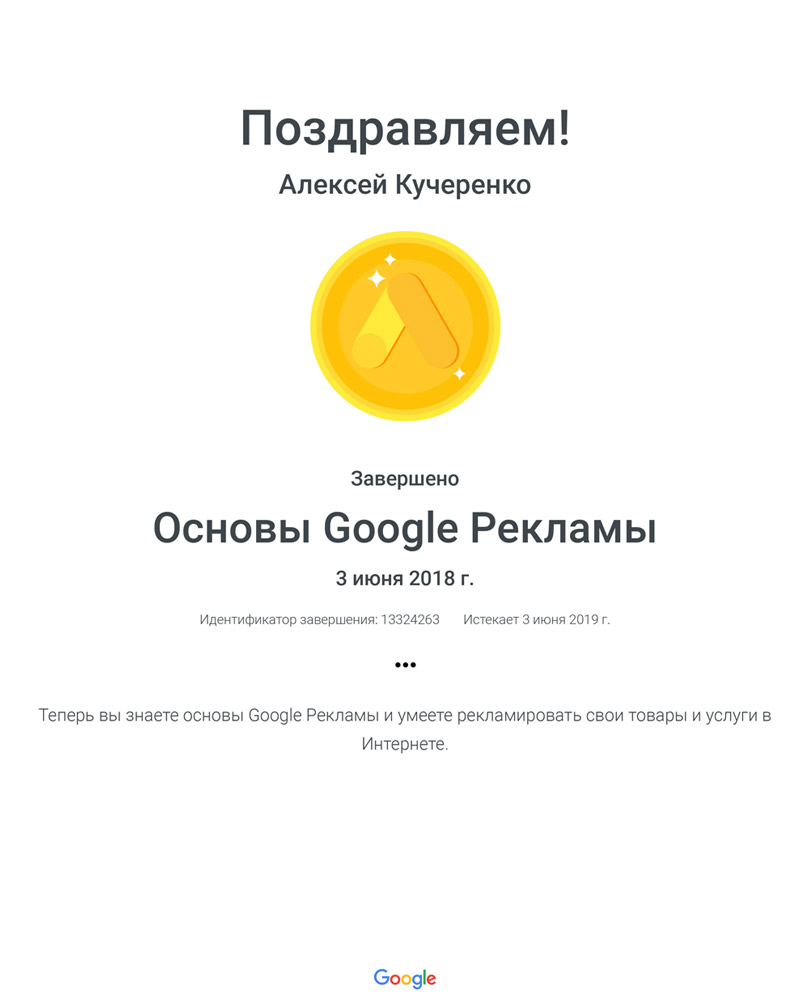 Поздравляем!
Алексей Кучеренко
Завершено
Основы Google Рекламы
3 июня 2018 г.
Идентификатор завершения: 13324263 Истекает 3 июня 2019 г.
•••
Теперь вы знаете основы Google Рекламы и умеете рекламировать свои товары и услуги в
Интернете.
Google